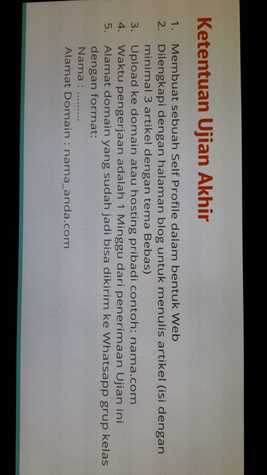 Ketentuan Ujian Akhir
1. Membuat sebuah Self Profile dalam bentuk Web
2. Dilengkapi dengan halaman blog untuk menulis artikel (isi dengan
minimal 3 artikel dengan tema Bebas)
3. Upload ke domain atau hosting pribadi contoh: nama.com
4. Waktu pengerjaan adalah 1 Minggu dari penerimaan Ujian ini
5. Alamat domain yang sudah jadi bisa dikirim ke Whatsapp grup kelas
dengan format:
Nama : .........
Alamat Domain : nama_anda.com